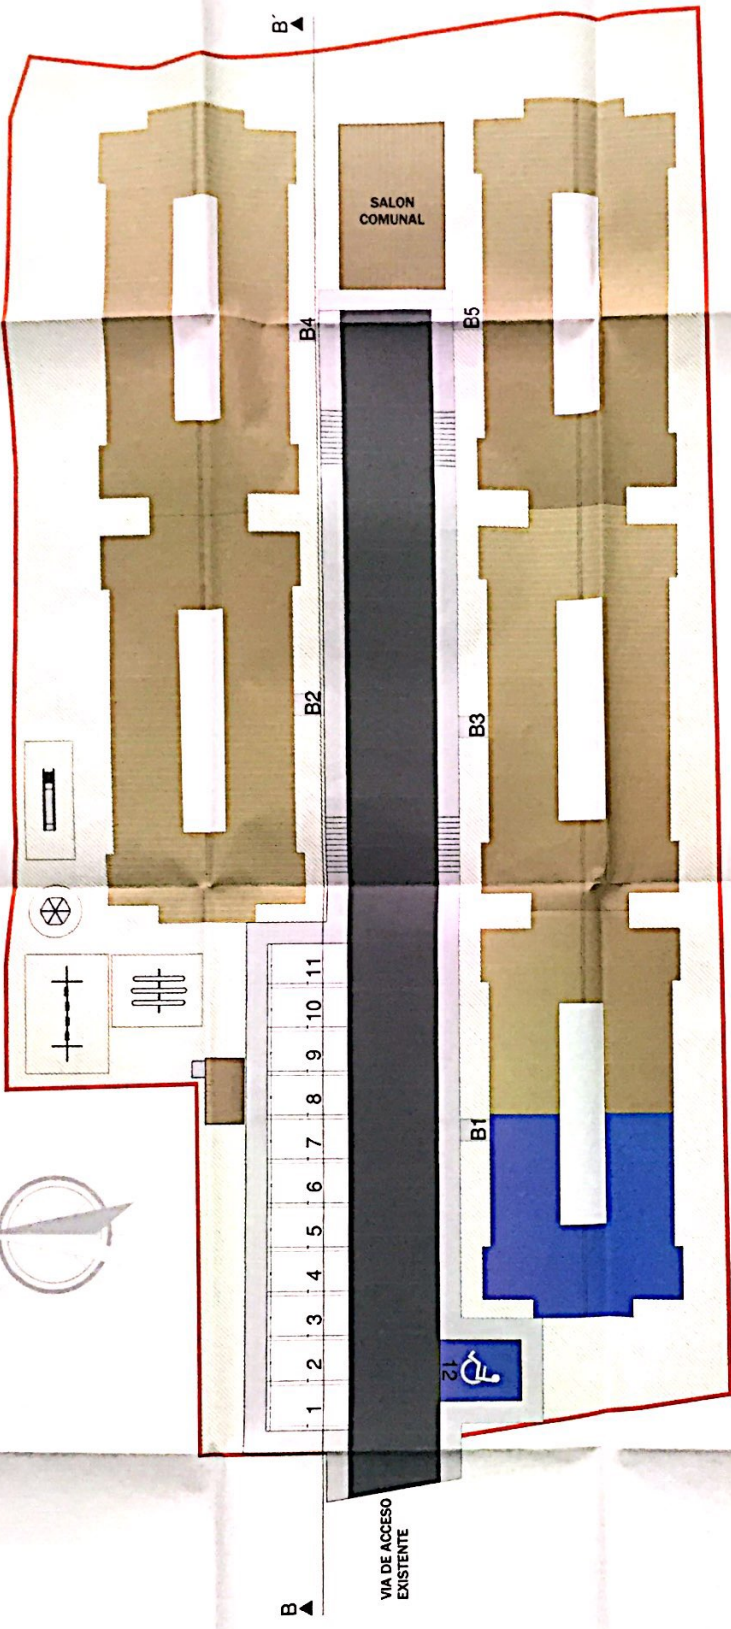 B´
SALON
COMUNAL
B4
B5
B2
B3
11
10
9
8
7
6
5
4
3
2
1
B1
12
VIA DE ACCESO
EXISTENTE
B